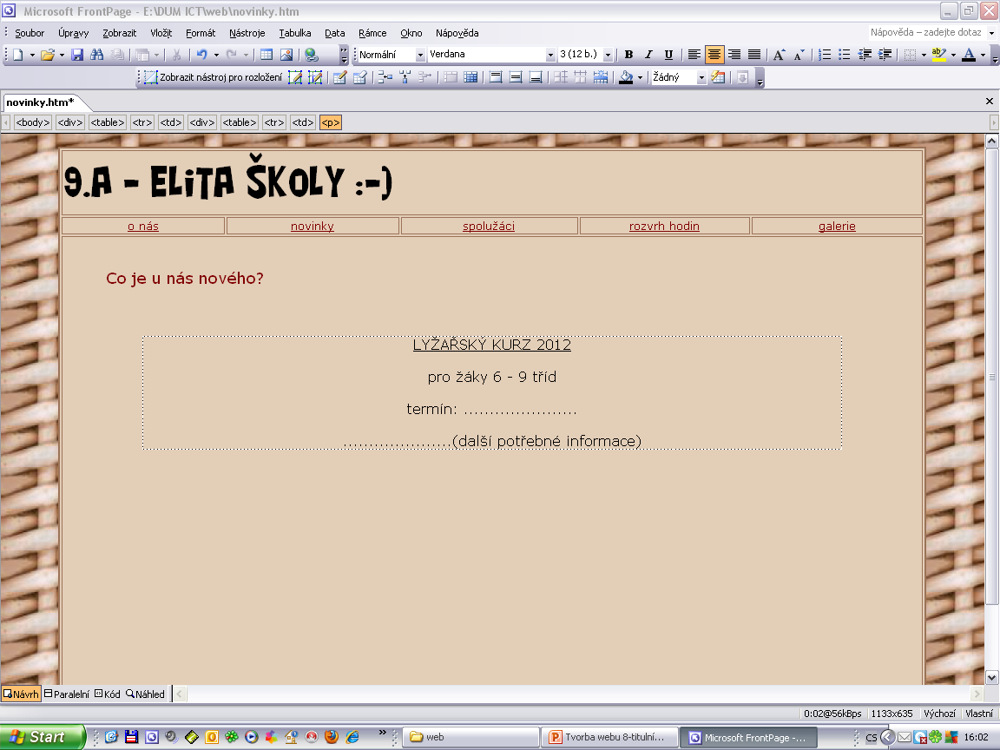 Microsoft FrontPage - E:\DUM ICT\web\novinky.htm
Soubor Úpravy Zobrazit Vložit Formát Nástroje Tabulka Data Rámce Okno Nápověda Nápověda – zadejte dotaz
Normální Verdana 3 (12 b.) B I U A A ab A
Zobrazit nástroj pro rozložení Žádný
novinky.htm*
<body> <div> <table> <tr> <td> <div> <table> <tr> <td> <p>
9.A - ELiTA ŠKOLY :-)
o nás novinky spolužáci rozvrh hodin galerie
Co je u nás nového?
LYŽAŘSKÝ KURZ 2012
pro žáky 6 - 9 tříd
termín: ......................
.....................(další potřebné informace)
Návrh Paralelní Kód Náhled
0:02@56kBps 1133x635 Výchozí Vlastní
Start web Tvorba webu 8-titulní... Microsoft FrontPage -... CS 16:02